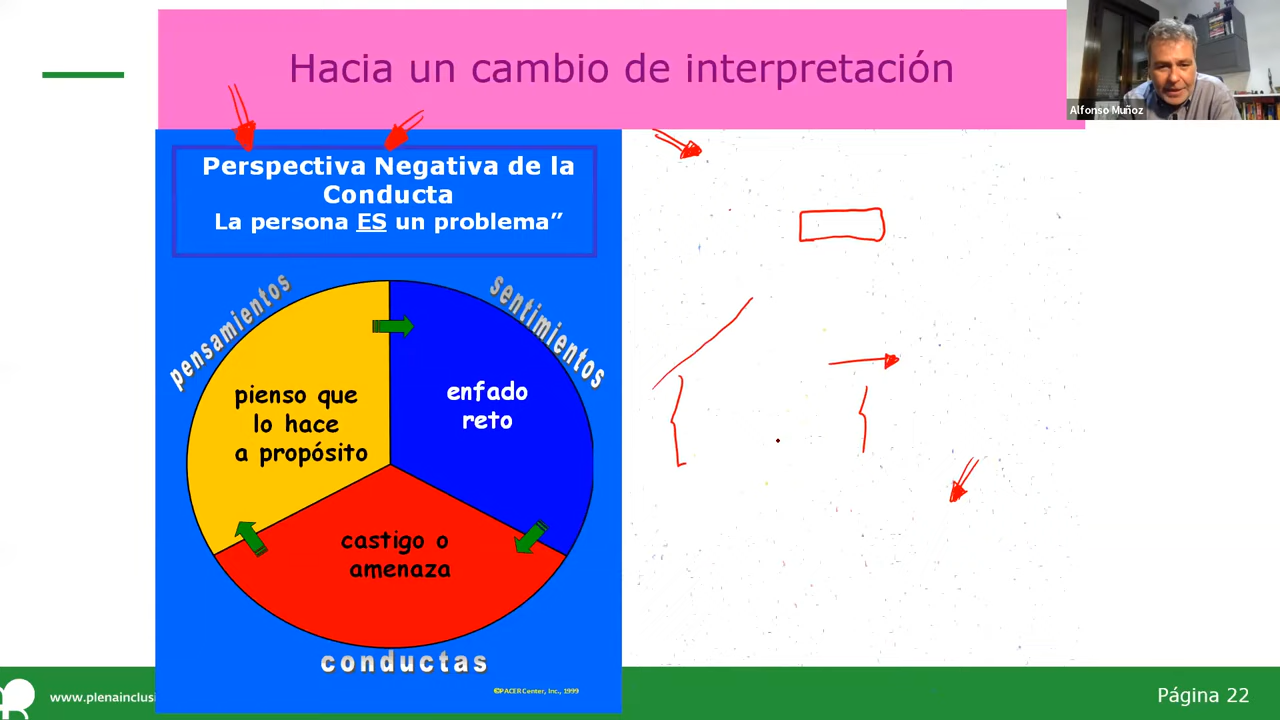 Hacia un cambio de interpretación
Alfonso Muñoz
Perspectiva Negativa de la
Conducta
La persona ES un problema”
pensamientos
sentimientos
pienso que
lo hace
a propósito
enfado
reto
castigo o
amenaza
conductas
©PACER Center, Inc., 1999
www.plenainclusi
Página 22